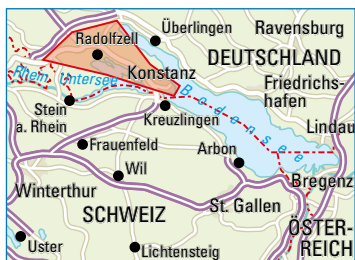 Überlingen
Ravensburg
Radolfzell
DEUTSCHLAND
Rhein
Untersee
Konstanz
Friedrichs-
hafen
Bodensee
Stein
a. Rhein
Kreuzlingen
Lindau
Frauenfeld
Arbon
Wil
Bregenz
Winterthur
SCHWEIZ
St. Gallen
ÖSTER-
REICH
Uster
Lichtensteig